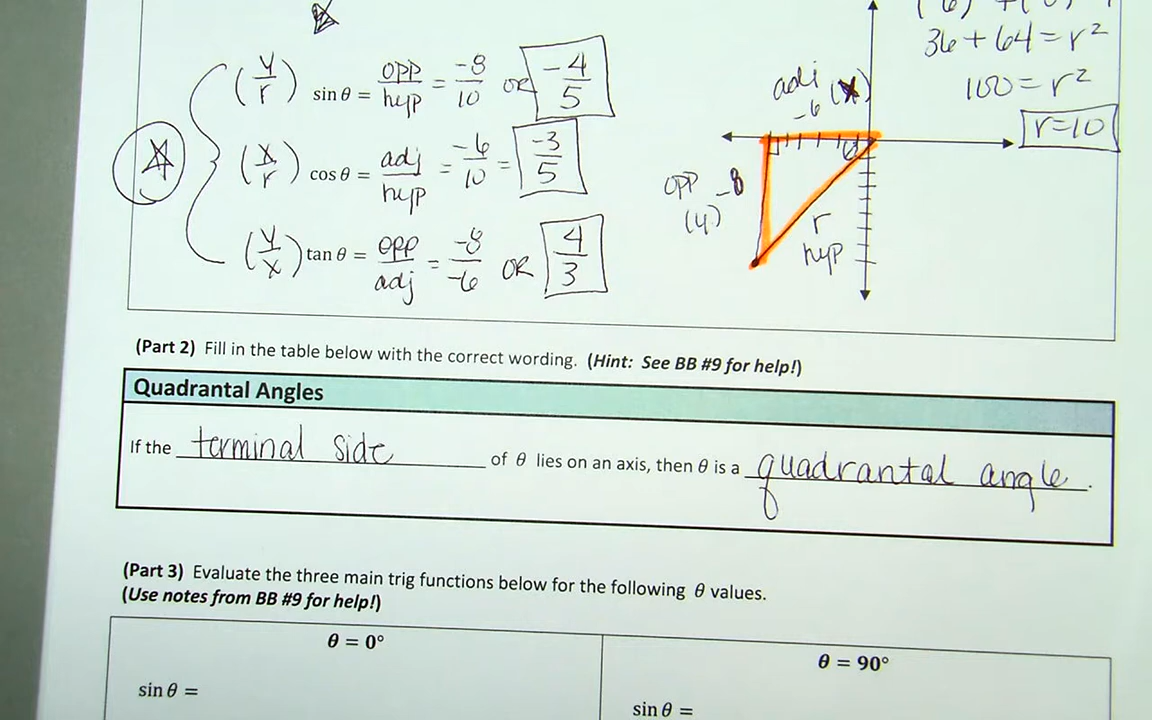 (6) + (8)
36 + 64 = r²
100 = r²
r = 10
(y/r) sin θ = opp/hyp = -8/10 OR -4/5
(x/r) cos θ = adj/hyp = -6/10 = -3/5
(y/x) tan θ = opp/adj = -8/-6 OR 4/3
adj (x)
-6
θ
opp -8
(y)
r
hyp
(Part 2) Fill in the table below with the correct wording. (Hint: See BB #9 for help!)
Quadrantal Angles
If the terminal side of θ lies on an axis, then θ is a quadrantal angle.
(Part 3) Evaluate the three main trig functions below for the following θ values.
(Use notes from BB #9 for help!)
θ = 0°
θ = 90°
sin θ =
sin θ =